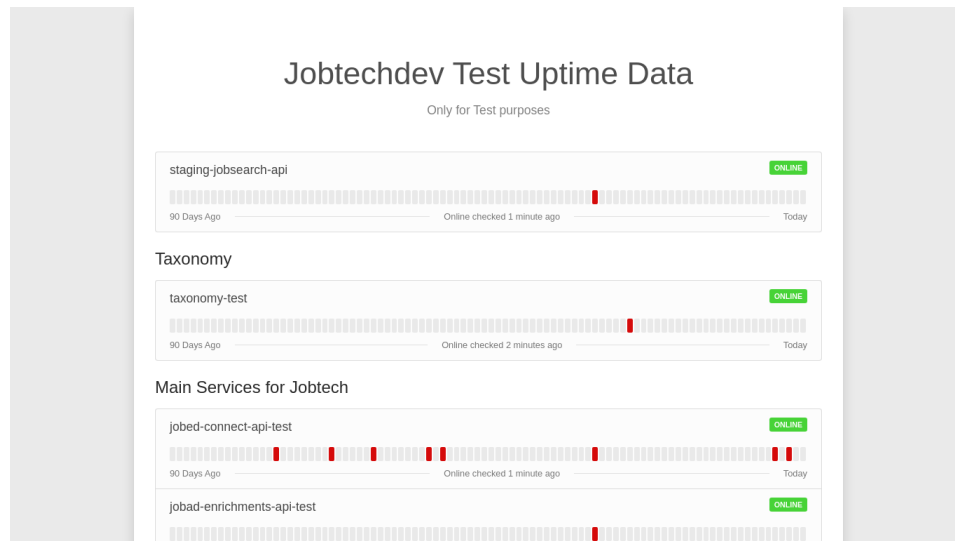 Jobtechdev Test Uptime Data
Only for Test purposes
staging-jobsearch-api ONLINE
90 Days Ago Online checked 1 minute ago Today
Taxonomy
taxonomy-test ONLINE
90 Days Ago Online checked 2 minutes ago Today
Main Services for Jobtech
jobed-connect-api-test ONLINE
90 Days Ago Online checked 1 minute ago Today
jobad-enrichments-api-test ONLINE